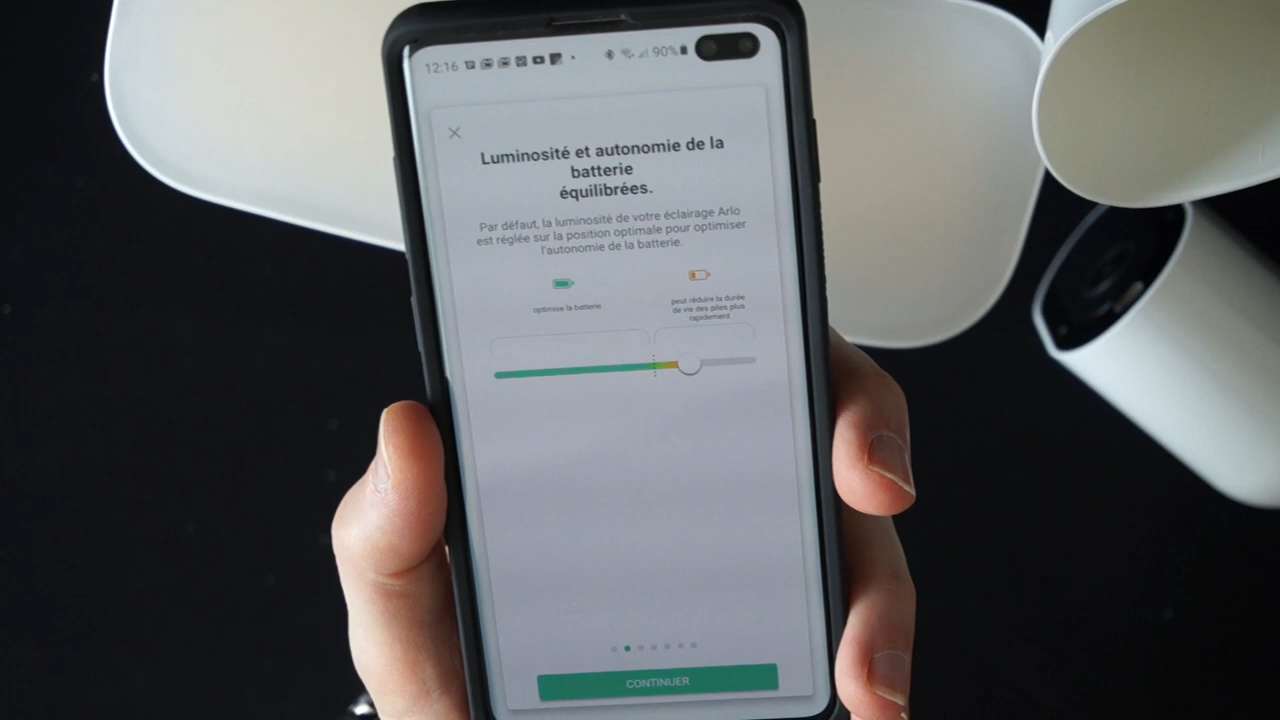 12:16
90%
Luminosité et autonomie de la
batterie
équilibrées.
Par défaut, la luminosité de votre éclairage Arlo
est réglée sur la position optimale pour optimiser
l'autonomie de la batterie.
optimise la batterie
peut réduire la durée
de vie des piles plus
rapidement
CONTINUER